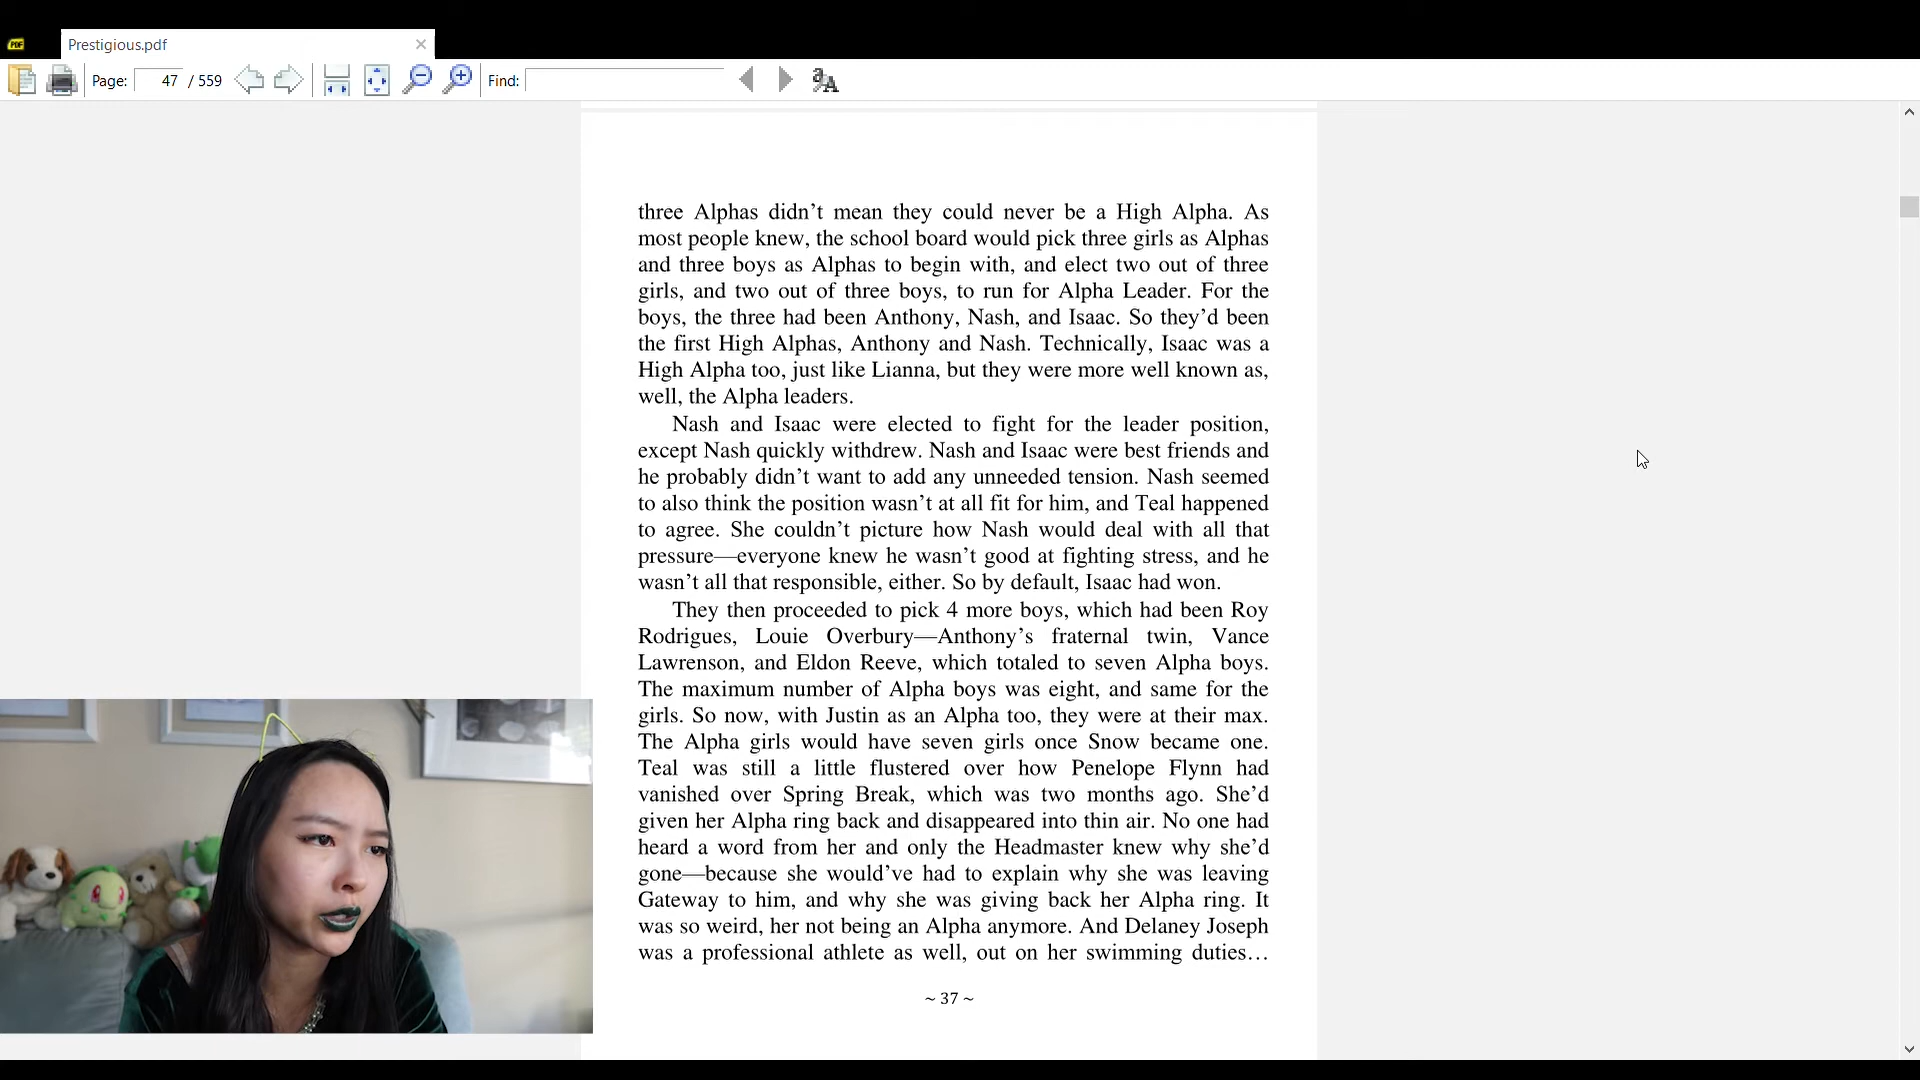 PDF
Prestigious.pdf
Page: 47 / 559 Find:
three Alphas didn’t mean they could never be a High Alpha. As
most people knew, the school board would pick three girls as Alphas
and three boys as Alphas to begin with, and elect two out of three
girls, and two out of three boys, to run for Alpha Leader. For the
boys, the three had been Anthony, Nash, and Isaac. So they’d been
the first High Alphas, Anthony and Nash. Technically, Isaac was a
High Alpha too, just like Lianna, but they were more well known as,
well, the Alpha leaders.
Nash and Isaac were elected to fight for the leader position,
except Nash quickly withdrew. Nash and Isaac were best friends and
he probably didn’t want to add any unneeded tension. Nash seemed
to also think the position wasn’t at all fit for him, and Teal happened
to agree. She couldn’t picture how Nash would deal with all that
pressure—everyone knew he wasn’t good at fighting stress, and he
wasn’t all that responsible, either. So by default, Isaac had won.
They then proceeded to pick 4 more boys, which had been Roy
Rodrigues, Louie Overbury—Anthony’s fraternal twin, Vance
Lawrenson, and Eldon Reeve, which totaled to seven Alpha boys.
The maximum number of Alpha boys was eight, and same for the
girls. So now, with Justin as an Alpha too, they were at their max.
The Alpha girls would have seven girls once Snow became one.
Teal was still a little flustered over how Penelope Flynn had
vanished over Spring Break, which was two months ago. She’d
given her Alpha ring back and disappeared into thin air. No one had
heard a word from her and only the Headmaster knew why she’d
gone—because she would’ve had to explain why she was leaving
Gateway to him, and why she was giving back her Alpha ring. It
was so weird, her not being an Alpha anymore. And Delaney Joseph
was a professional athlete as well, out on her swimming duties…
~ 37 ~